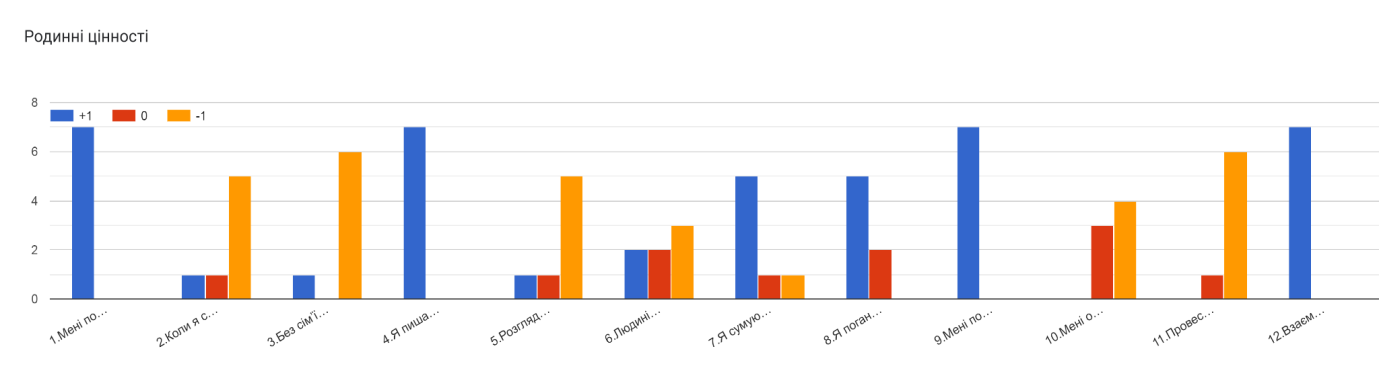 Родинні цінності
8
+1 0 -1
6
4
2
0
1.Мені по…
2.Коли я с…
3.Без сім'ї…
4.Я пиша…
5.Розгляд…
6.Людині…
7.Я сумую…
8.Я поган…
9.Мені по…
10.Мені о…
11.Провес…
12.Взаєм…